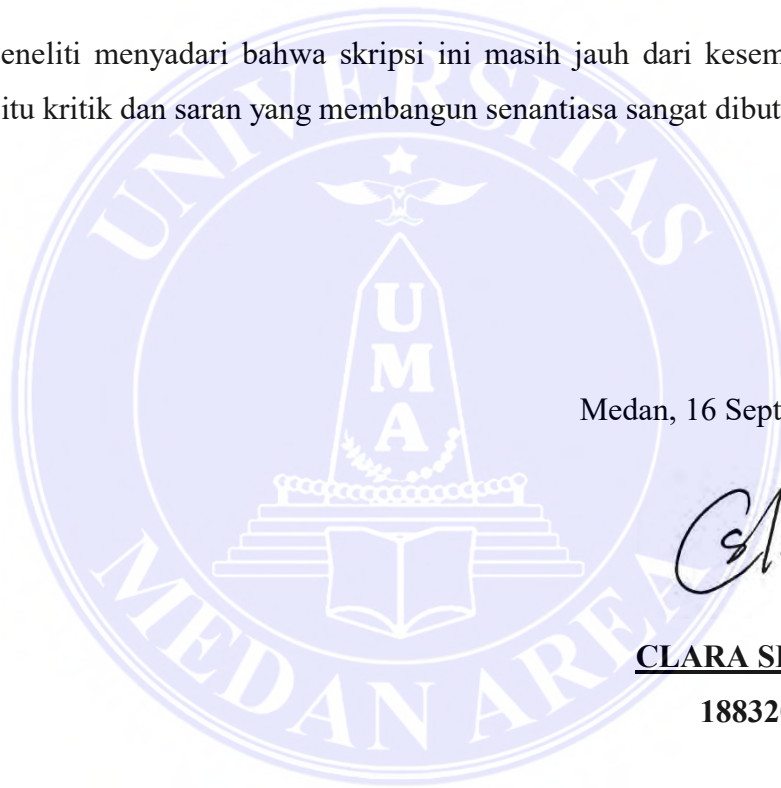 eneliti menyadari bahwa skripsi ini masih jauh dari kesem
itu kritik dan saran yang membangun senantiasa sangat dibut
UNIVERSITAS
U
M
A
MEDAN AREA
Medan, 16 Sept
CLARA SI
18832